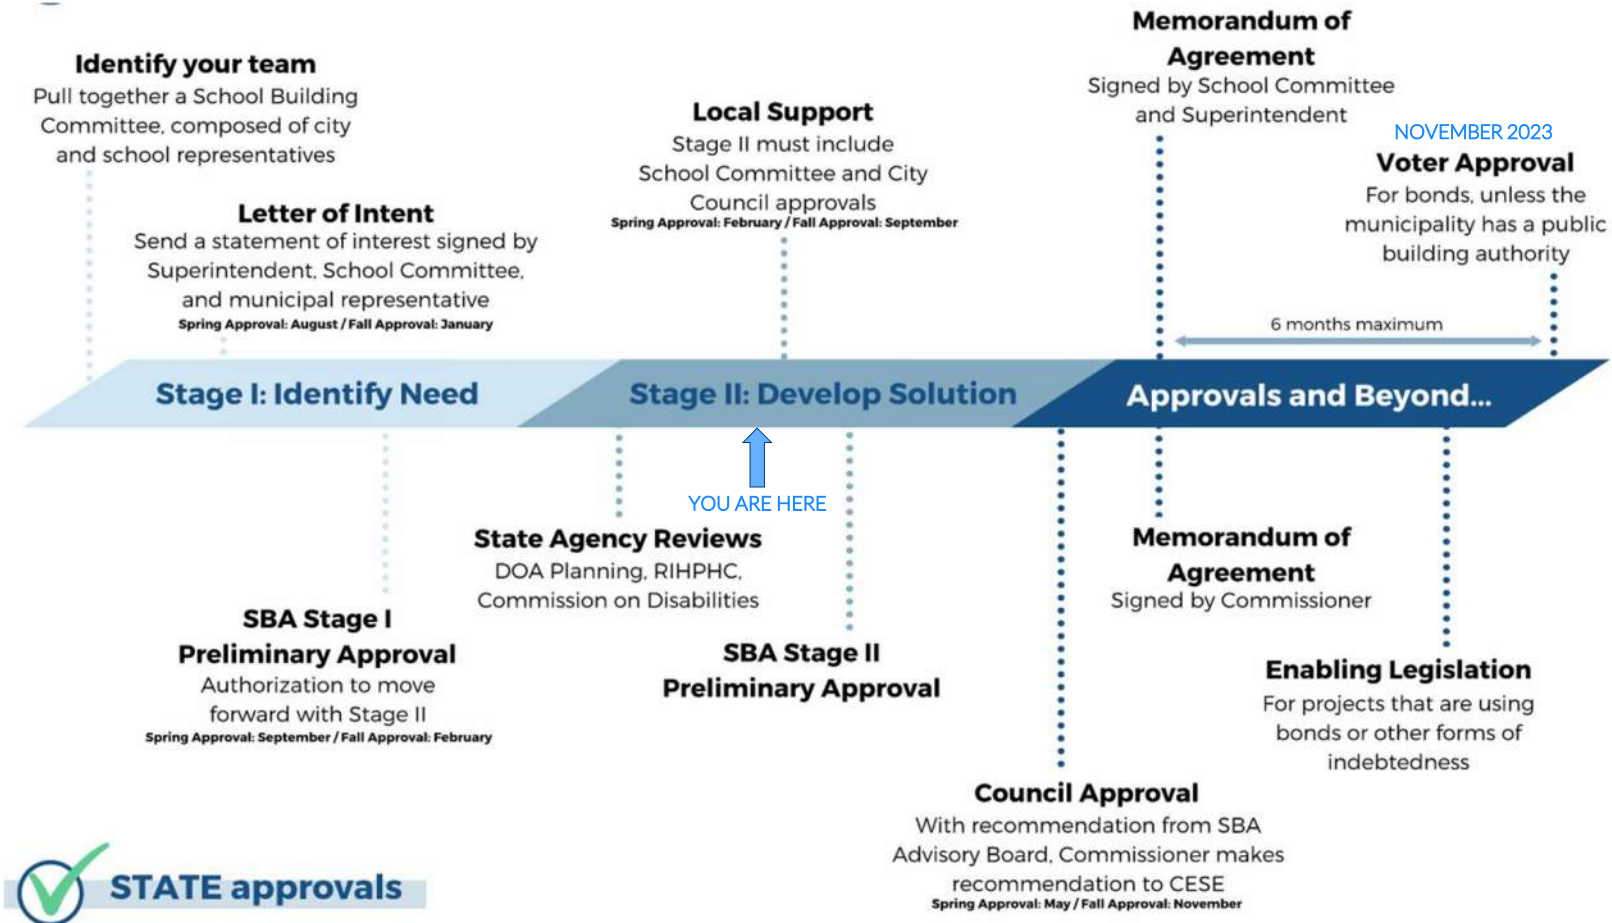 Identify your team
Pull together a School Building
Committee, composed of city
and school representatives
Letter of Intent
Send a statement of interest signed by
Superintendent, School Committee,
and municipal representative
Spring Approval: August / Fall Approval: January
Local Support
Stage II must include
School Committee and City
Council approvals
Spring Approval: February / Fall Approval: September
Memorandum of
Agreement
Signed by School Committee
and Superintendent
NOVEMBER 2023
Voter Approval
For bonds, unless the
municipality has a public
building authority
6 months maximum
Stage I: Identify Need
Stage II: Develop Solution
Approvals and Beyond...
YOU ARE HERE
SBA Stage I
Preliminary Approval
Authorization to move
forward with Stage II
Spring Approval: September / Fall Approval: February
State Agency Reviews
DOA Planning, RIHPHC,
Commission on Disabilities
SBA Stage II
Preliminary Approval
Council Approval
With recommendation from SBA
Advisory Board, Commissioner makes
recommendation to CESE
Spring Approval: May / Fall Approval: November
Memorandum of
Agreement
Signed by Commissioner
Enabling Legislation
For projects that are using
bonds or other forms of
indebtedness
STATE approvals